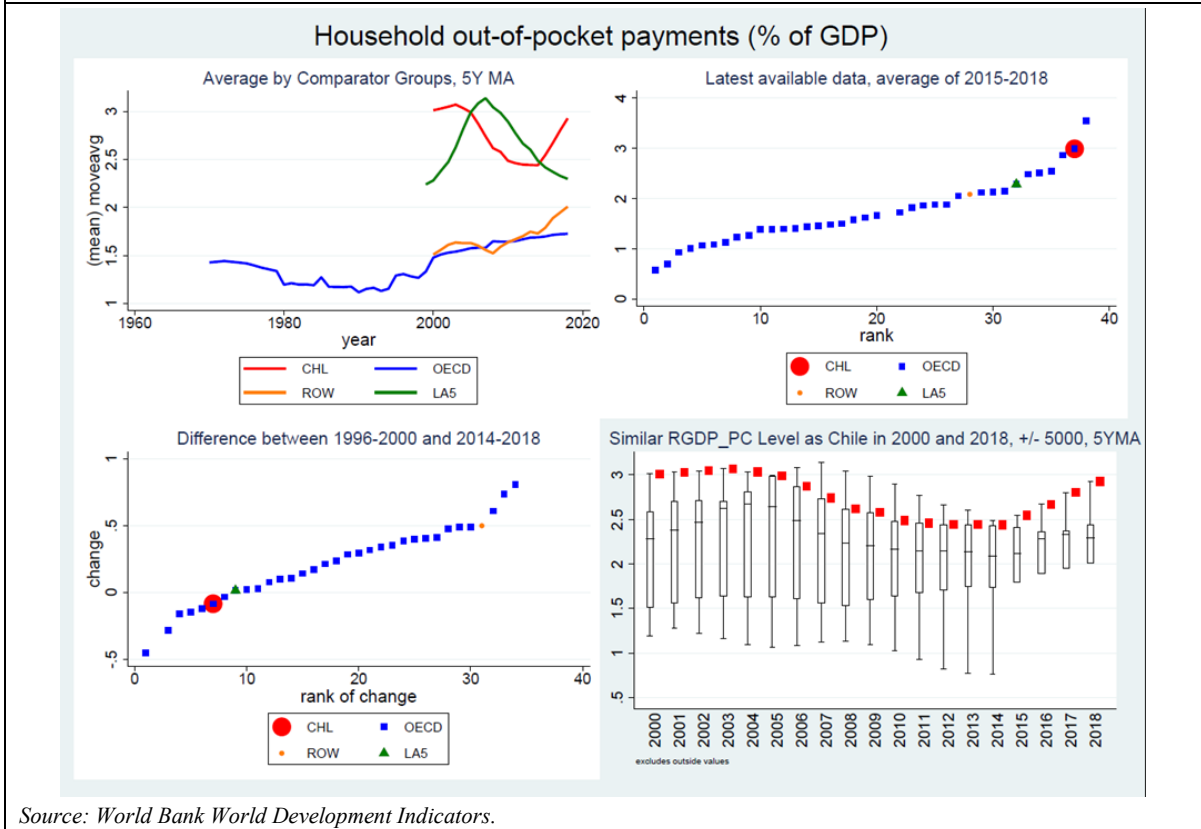 Household out-of-pocket payments (% of GDP)
Average by Comparator Groups, 5Y MA
(mean) moveavg
3
2.5
2
1.5
1
1960
1980
2000
2020
year
CHL
OECD
ROW
LA5
Latest available data, average of 2015-2018
4
3
2
1
0
0
10
20
30
40
rank
CHL
OECD
ROW
LA5
Difference between 1996-2000 and 2014-2018
change
1
.5
0
-.5
0
10
20
30
40
rank of change
CHL
OECD
ROW
LA5
Similar RGDP_PC Level as Chile in 2000 and 2018, +/- 5000, 5YMA
3
2.5
2
1.5
1
.5
2000
2001
2002
2003
2004
2005
2006
2007
2008
2009
2010
2011
2012
2013
2014
2015
2016
2017
2018
excludes outside values
Source: World Bank World Development Indicators.